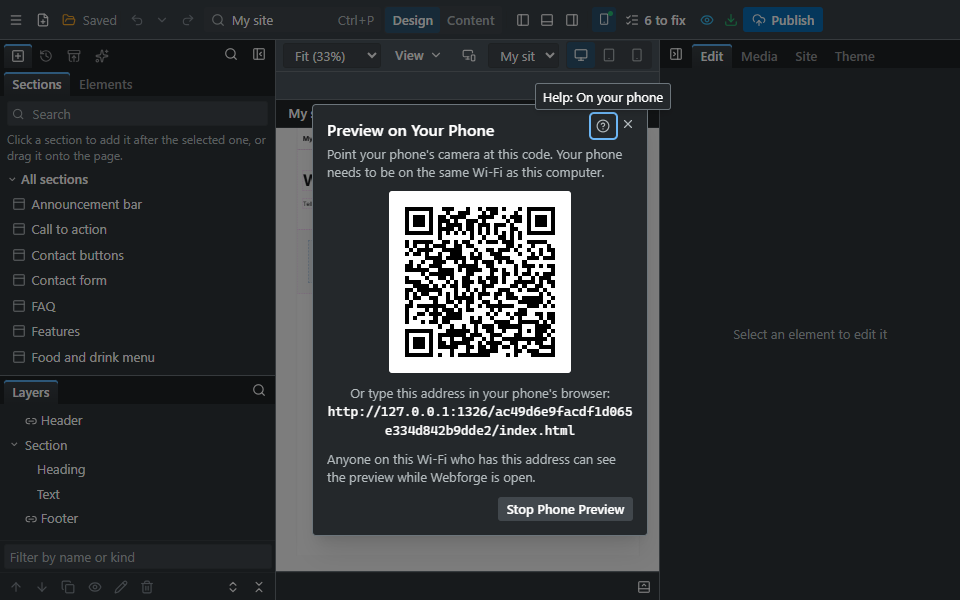 Saved
My site
Ctrl+P
Design
Content
6 to fix
Publish
Fit (33%)
View
My sit
Edit
Media
Site
Theme
Sections
Elements
Search
Click a section to add it after the selected one, or
drag it onto the page.
All sections
Announcement bar
Call to action
Contact buttons
Contact form
FAQ
Features
Food and drink menu
Layers
Header
Section
Heading
Text
Footer
Filter by name or kind
Help: On your phone
My
Preview on Your Phone
Point your phone's camera at this code. Your phone
needs to be on the same Wi-Fi as this computer.
Or type this address in your phone's browser:
http://127.0.0.1:1326/ac49d6e9facdf1d065
e334d842b9dde2/index.html
Anyone on this Wi-Fi who has this address can see
the preview while Webforge is open.
Stop Phone Preview
Select an element to edit it